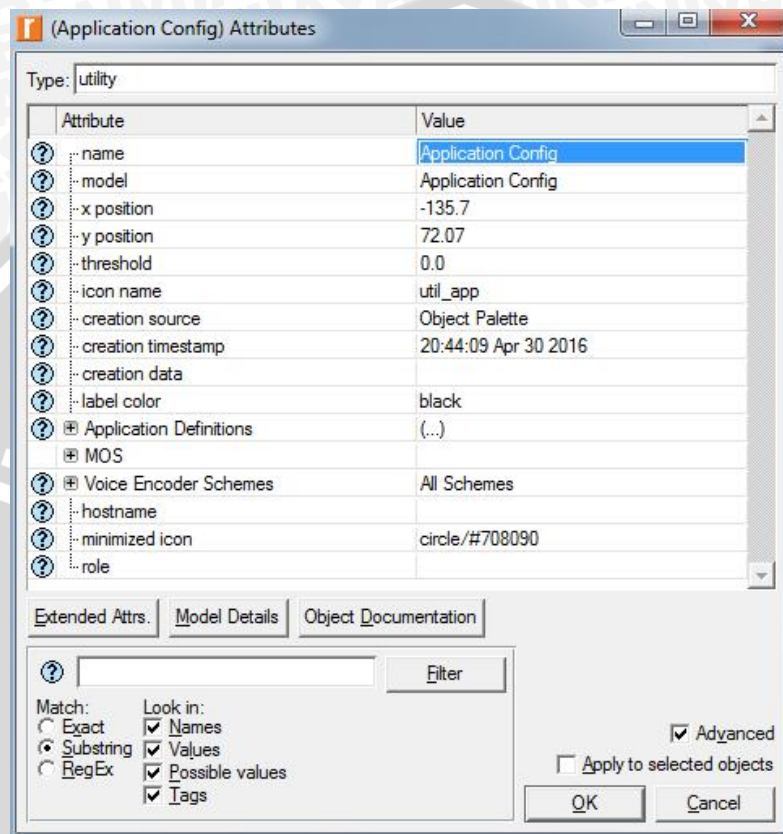 (Application Config) Attributes
Type: utility
Attribute Value
name Application Config
model Application Config
x position -135.7
y position 72.07
threshold 0.0
icon name util_app
creation source Object Palette
creation timestamp 20:44:09 Apr 30 2016
creation data
label color black
Application Definitions (...)
MOS
Voice Encoder Schemes All Schemes
hostname
minimized icon circle/#708090
role
Extended Attrs. Model Details Object Documentation
Filter
Match: Look in:
Exact Names
Substring Values
RegEx Possible values
Tags
Advanced
Apply to selected objects
OK Cancel